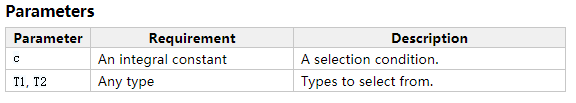 Parameters
Parameter Requirement Description
c An integral constant A selection condition.
T1, T2 Any type Types to select from.